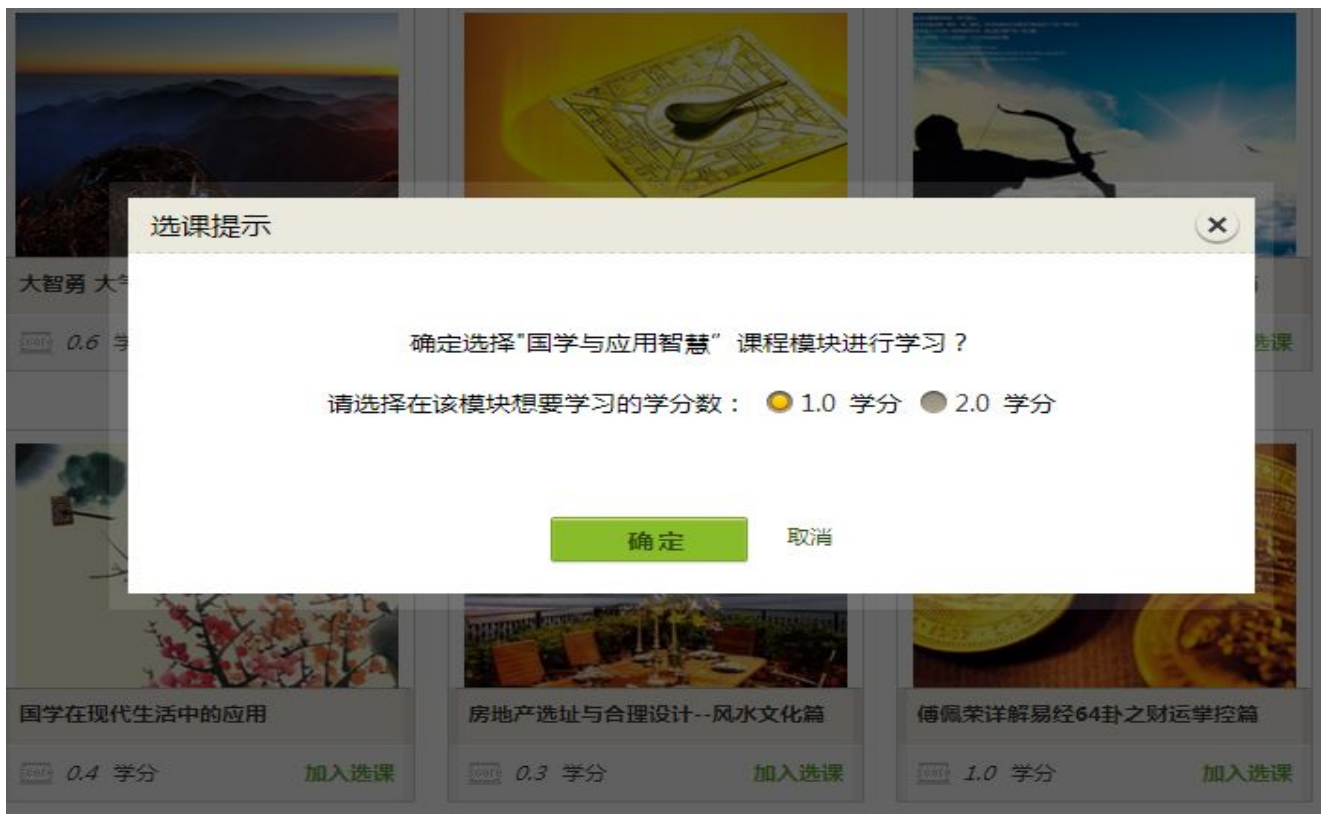 选课提示
大智勇 大
0.6 学
选课
确定选择"国学与应用智慧"课程模块进行学习？
请选择在该模块想要学习的学分数： 1.0 学分 2.0 学分
确定 取消
国学在现代生活中的应用
score 0.4 学分 加入选课
房地产选址与合理设计--风水文化篇
score 0.3 学分 加入选课
傅佩荣详解易经64卦之财运掌控篇
score 1.0 学分 加入选课